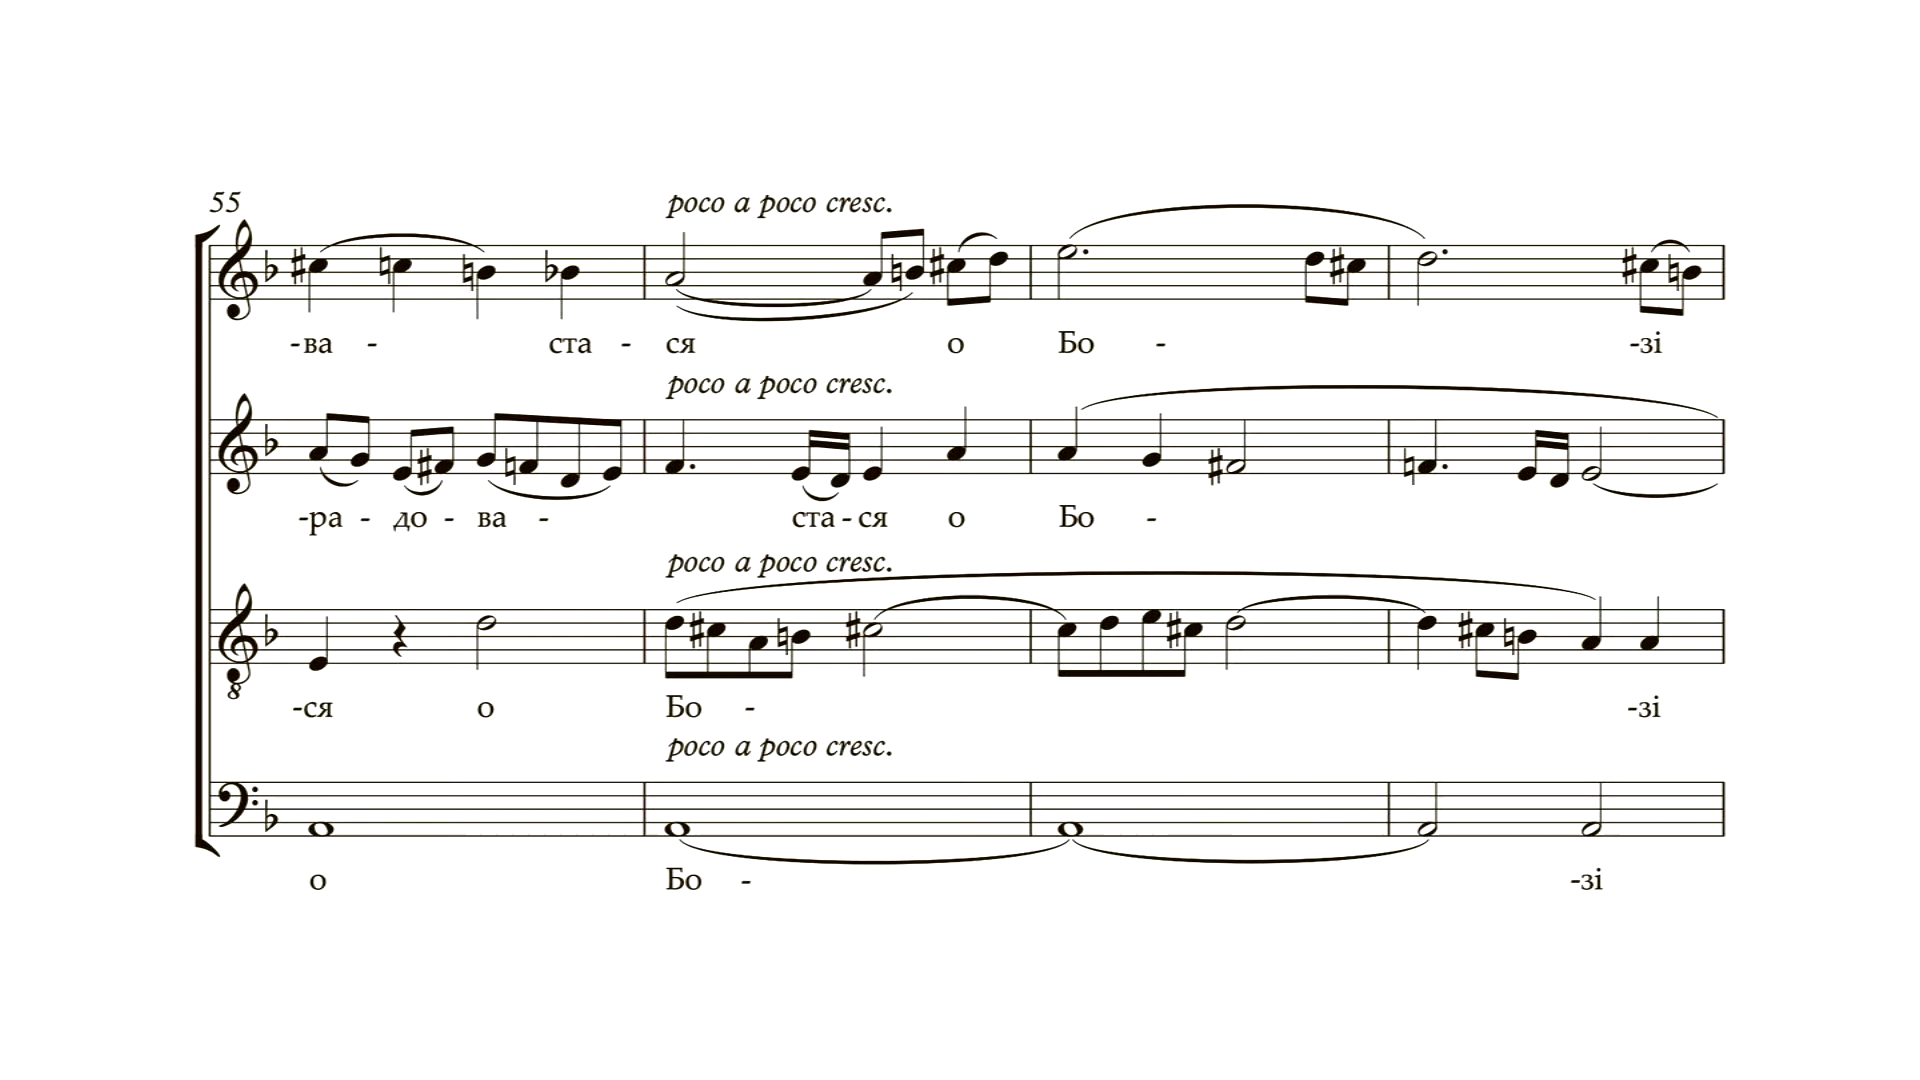 55
poco a poco cresc.
-ва - ста - ся о Бо - -зі
poco a poco cresc.
-ра - до - ва - ста - ся о Бо -
poco a poco cresc.
8
-ся о Бо - -зі
poco a poco cresc.
о Бо - -зі